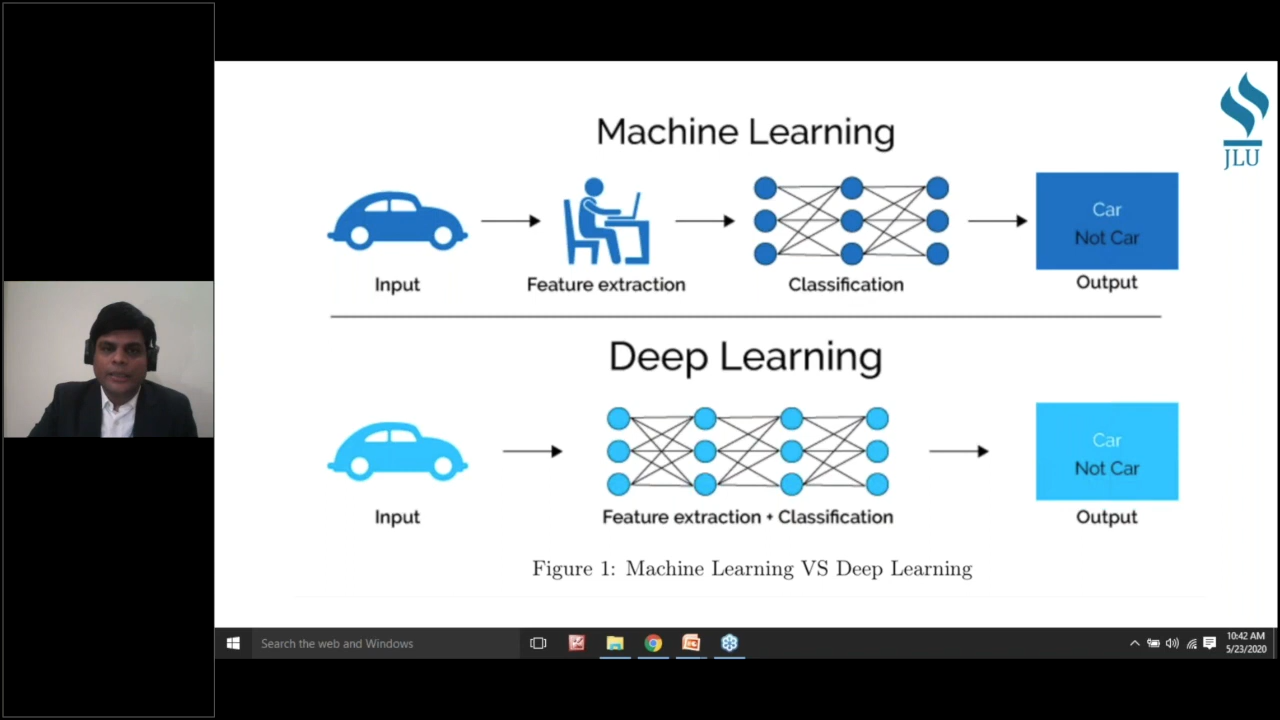 JLU
Machine Learning
Car
Not Car
Input
Feature extraction
Classification
Output
Deep Learning
Car
Not Car
Input
Feature extraction + Classification
Output
Figure 1: Machine Learning VS Deep Learning
Search the web and Windows
10:42 AM
5/23/2020